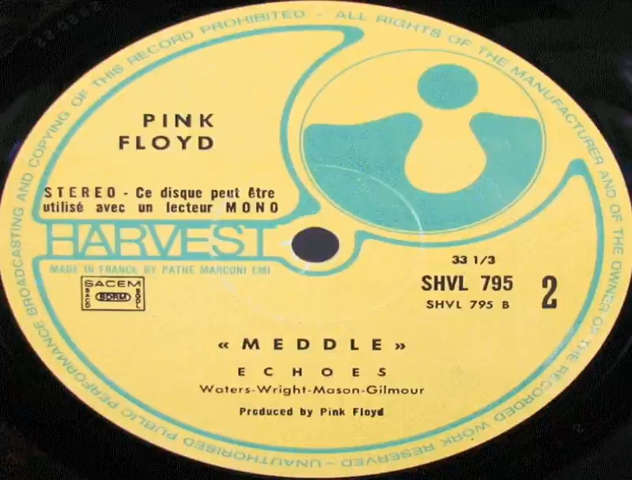 UNAUTHORISED PUBLIC PERFORMANCE BROADCASTING AND COPYING OF THIS RECORD PROHIBITED - ALL RIGHTS OF THE MANUFACTURER AND OF THE OWNER OF THE RECORDED WORK RESERVED -
PINK
FLOYD
STEREO - Ce disque peut être
utilisé avec un lecteur MONO
HARVEST
MADE IN FRANCE BY PATHE MARCONI EMI
33 1/3
SACEM
BDRM
SHVL 795
2
SHVL 795 B
« MEDDLE »
ECHOES
Waters-Wright-Mason-Gilmour
Produced by Pink Floyd